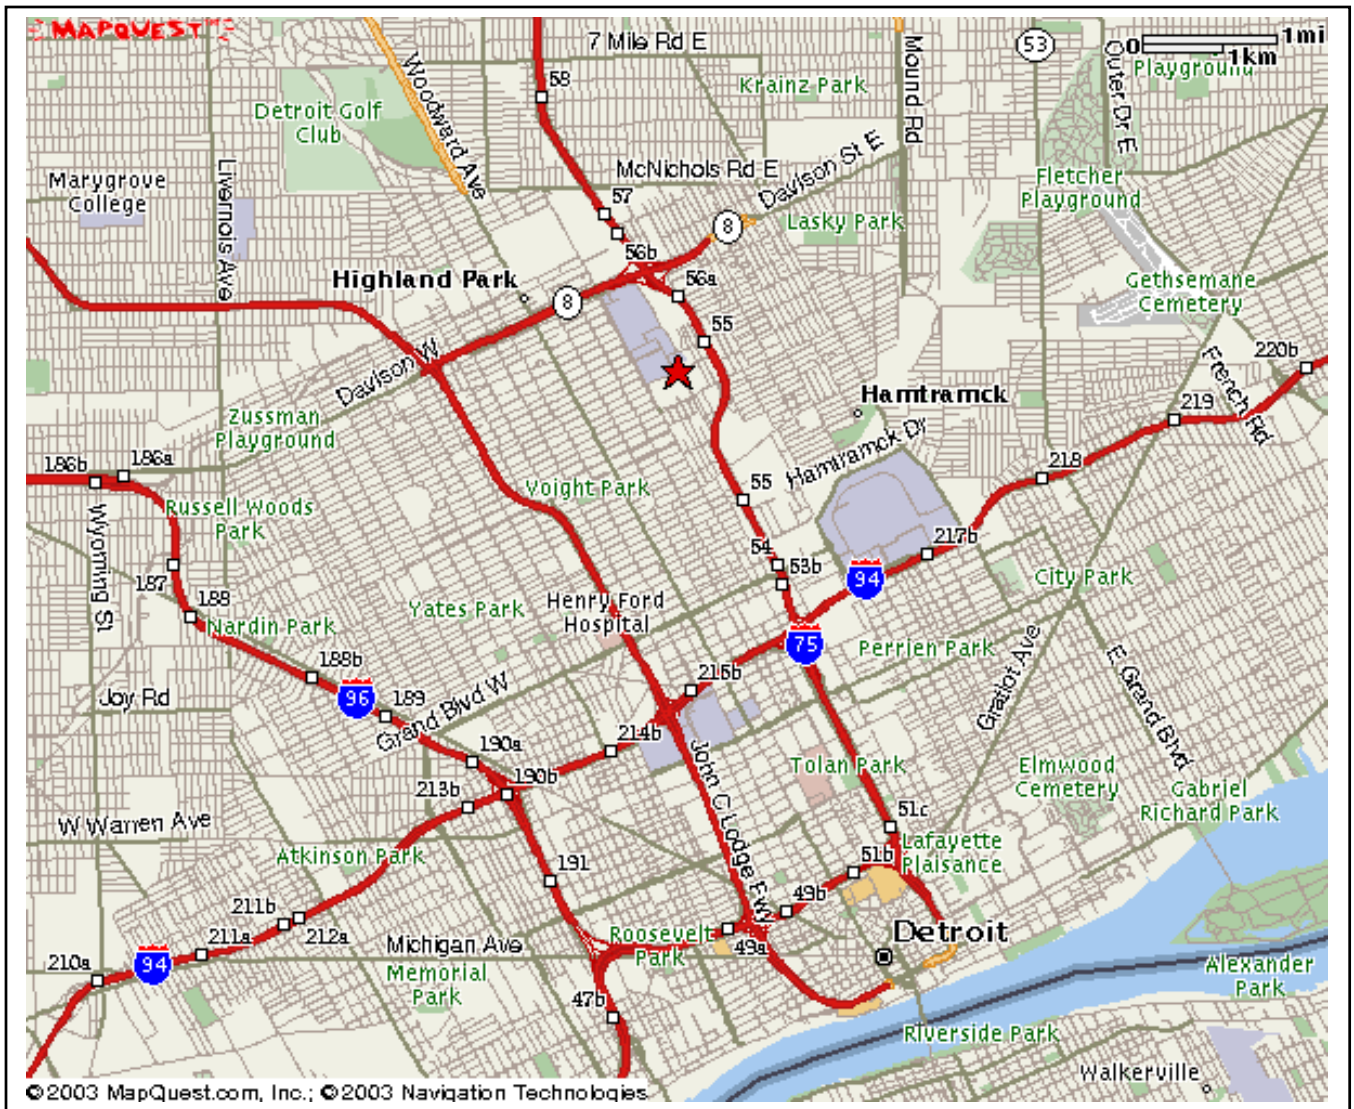 MAPQUEST
7 Mile Rd E
53
0 1mi
1km
Playground
Outer Dr E
Mound Rd
Woodward Ave
58
Krainz Park
Detroit Golf
Club
McNichols Rd E
Davison St E
Marygrove
College
Livernois Ave
57
8
Lasky Park
Fletcher
Playground
56b
Highland Park
8
56a
Gethsemane
Cemetery
55
Davison W
220b
French Rd
Hamtramck
219
Zussman
Playground
Hamtramck Dr
186b
186a
218
Voight Park
55
Russell Woods
Park
Wyoming St
217b
54
53b
187
94
City Park
188
Yates Park
Henry Ford
Hospital
Nardin Park
75
Perrien Park
Gratiot Ave
E Grand Blvd
188b
215b
Joy Rd
96
189
Grand Blvd W
214b
John C Lodge Fwy
190a
190b
Tolan Park
Elmwood
Cemetery
213b
Gabriel
Richard Park
W Warren Ave
51c
Lafayette
Plaisance
Atkinson Park
51b
191
49b
211b
212a
211a
Roosevelt
Park
49a
Detroit
Michigan Ave
210a
94
Memorial
Park
Alexander
Park
47b
Riverside Park
Walkerville
©2003 MapQuest.com, Inc.; ©2003 Navigation Technologies